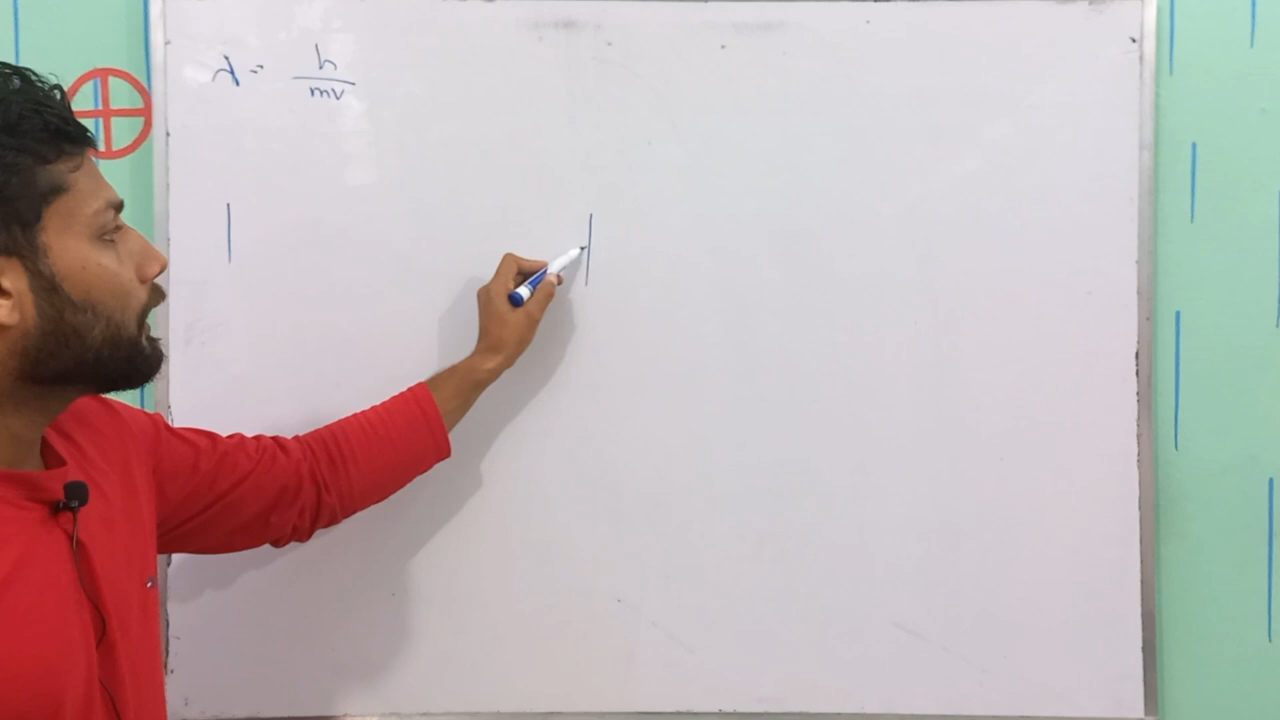 λ = h/mv